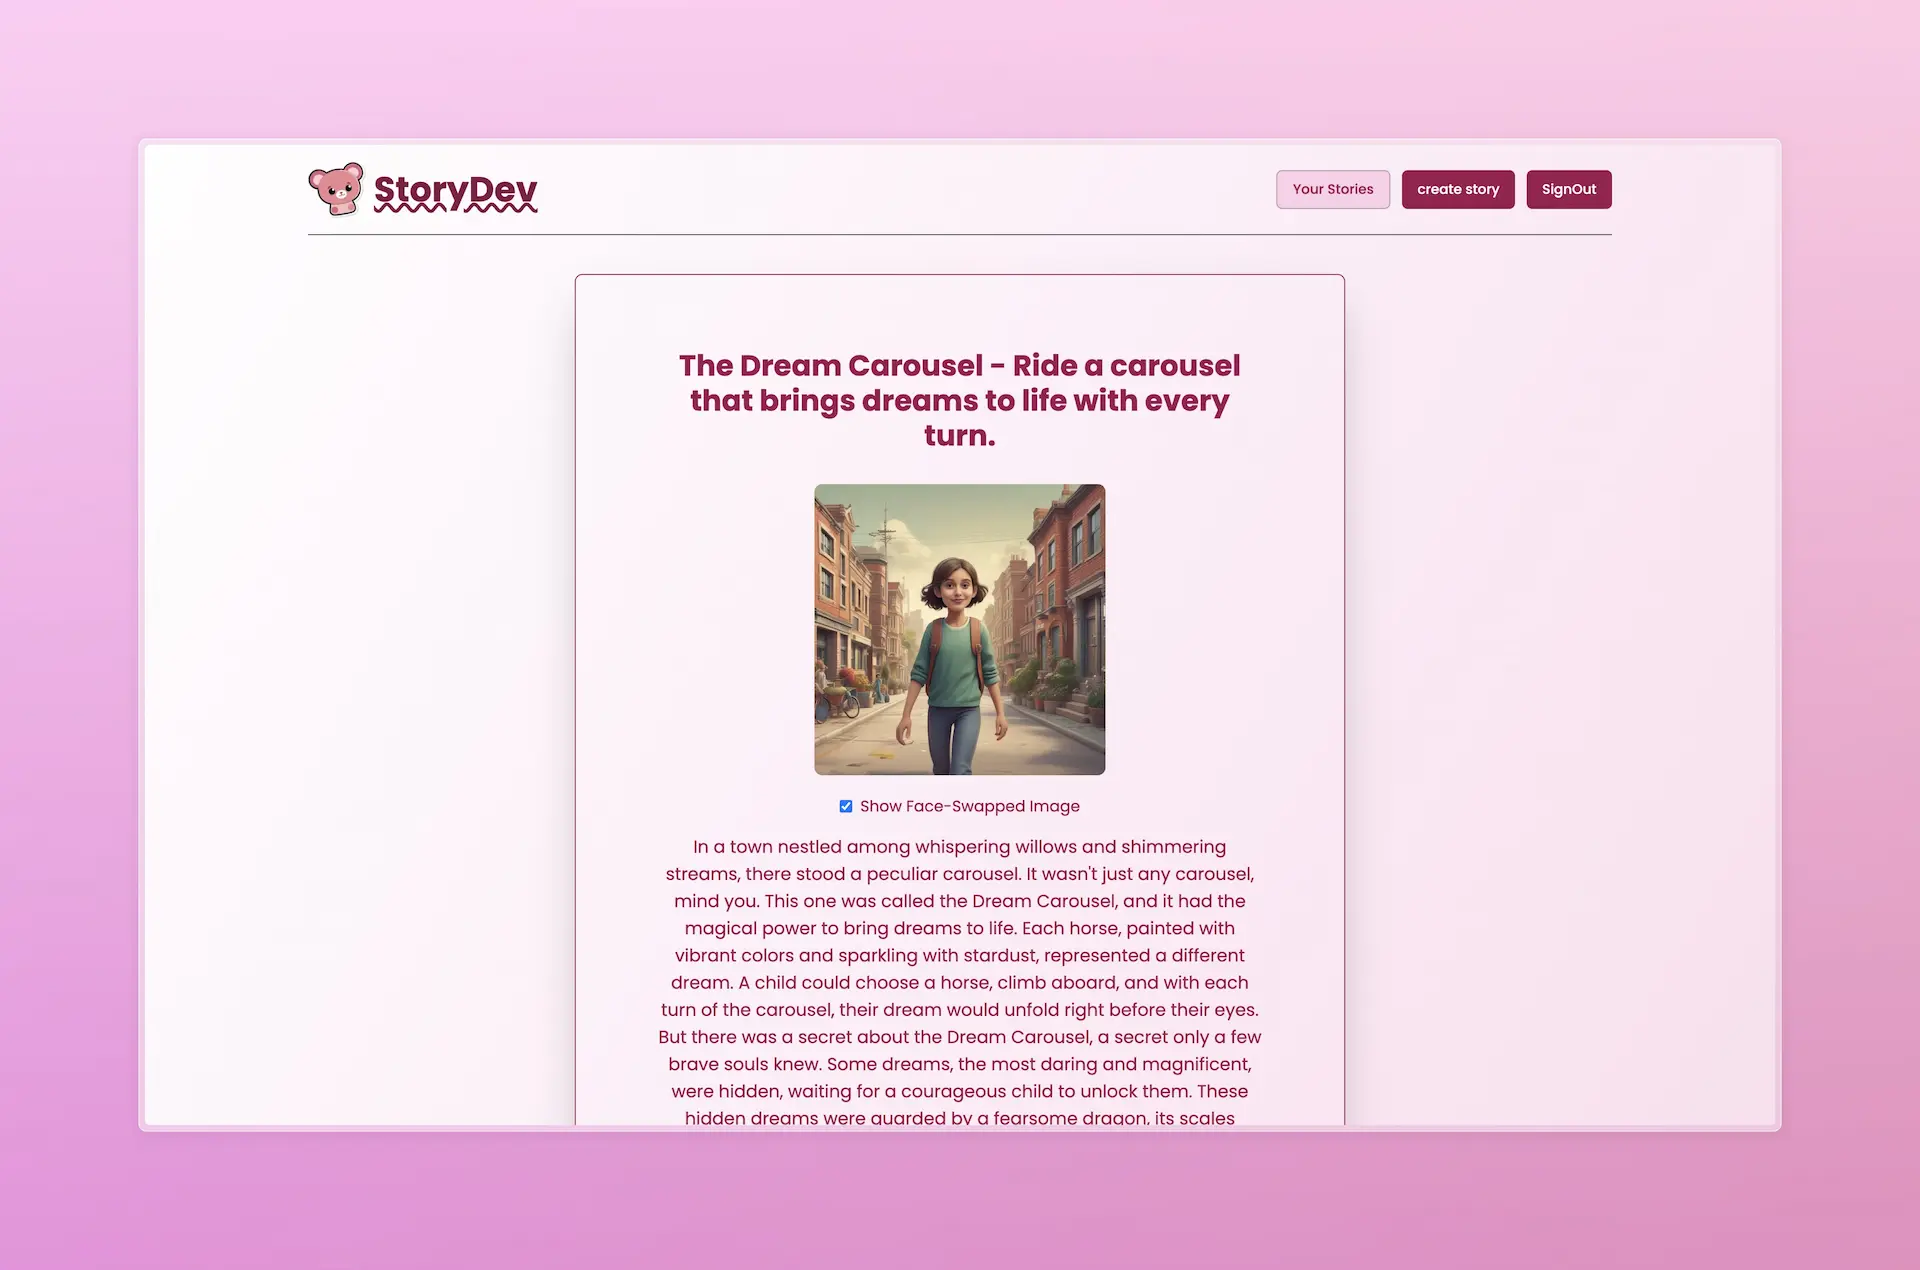 StoryDev
Your Stories
create story
SignOut
The Dream Carousel - Ride a carousel
that brings dreams to life with every
turn.
Show Face-Swapped Image
In a town nestled among whispering willows and shimmering
streams, there stood a peculiar carousel. It wasn't just any carousel,
mind you. This one was called the Dream Carousel, and it had the
magical power to bring dreams to life. Each horse, painted with
vibrant colors and sparkling with stardust, represented a different
dream. A child could choose a horse, climb aboard, and with each
turn of the carousel, their dream would unfold right before their eyes.
But there was a secret about the Dream Carousel, a secret only a few
brave souls knew. Some dreams, the most daring and magnificent,
were hidden, waiting for a courageous child to unlock them. These
hidden dreams were guarded by a fearsome dragon, its scales